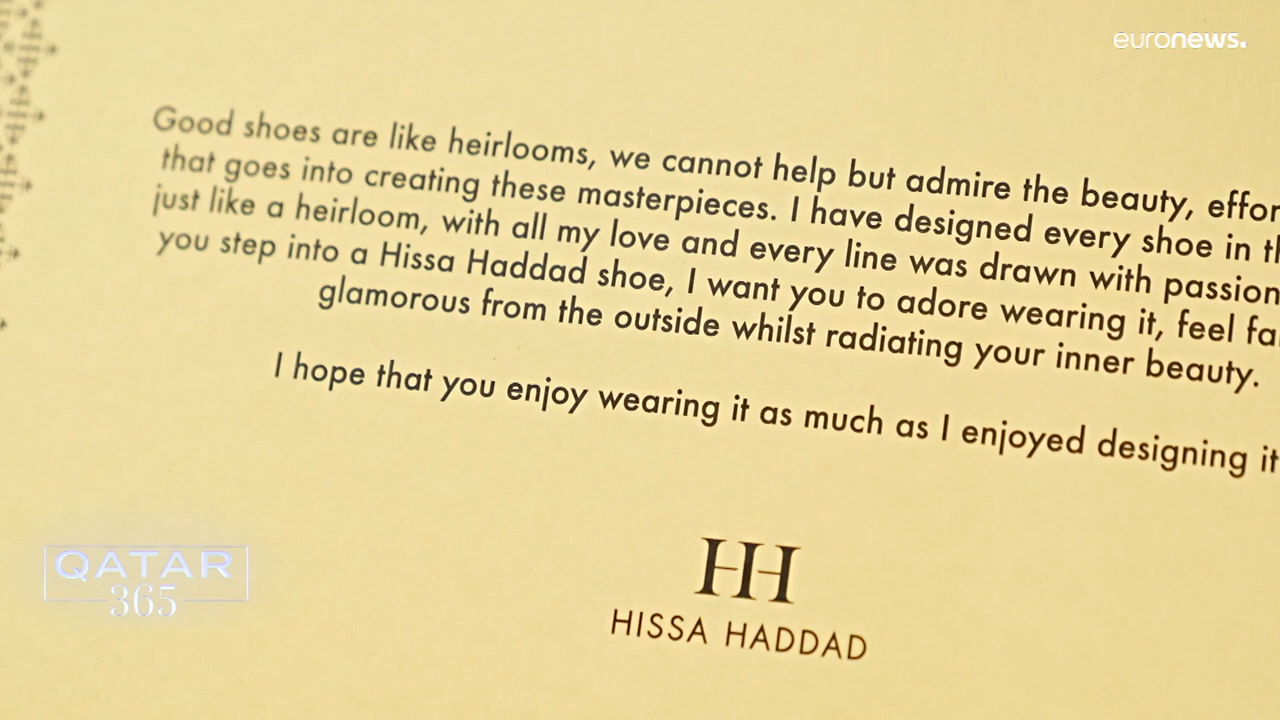 euronews.
Good shoes are like heirlooms, we cannot help but admire the beauty,
that goes into creating these masterpieces. I have designed every shoe in
just like a heirloom, with all my love and every line was drawn with passion
you step into a Hissa Haddad shoe, I want you to adore wearing it, feel
glamorous from the outside whilst radiating your inner beauty.
I hope that you enjoy wearing it as much as I enjoyed designing it
HH
HISSA HADDAD
QATAR
365